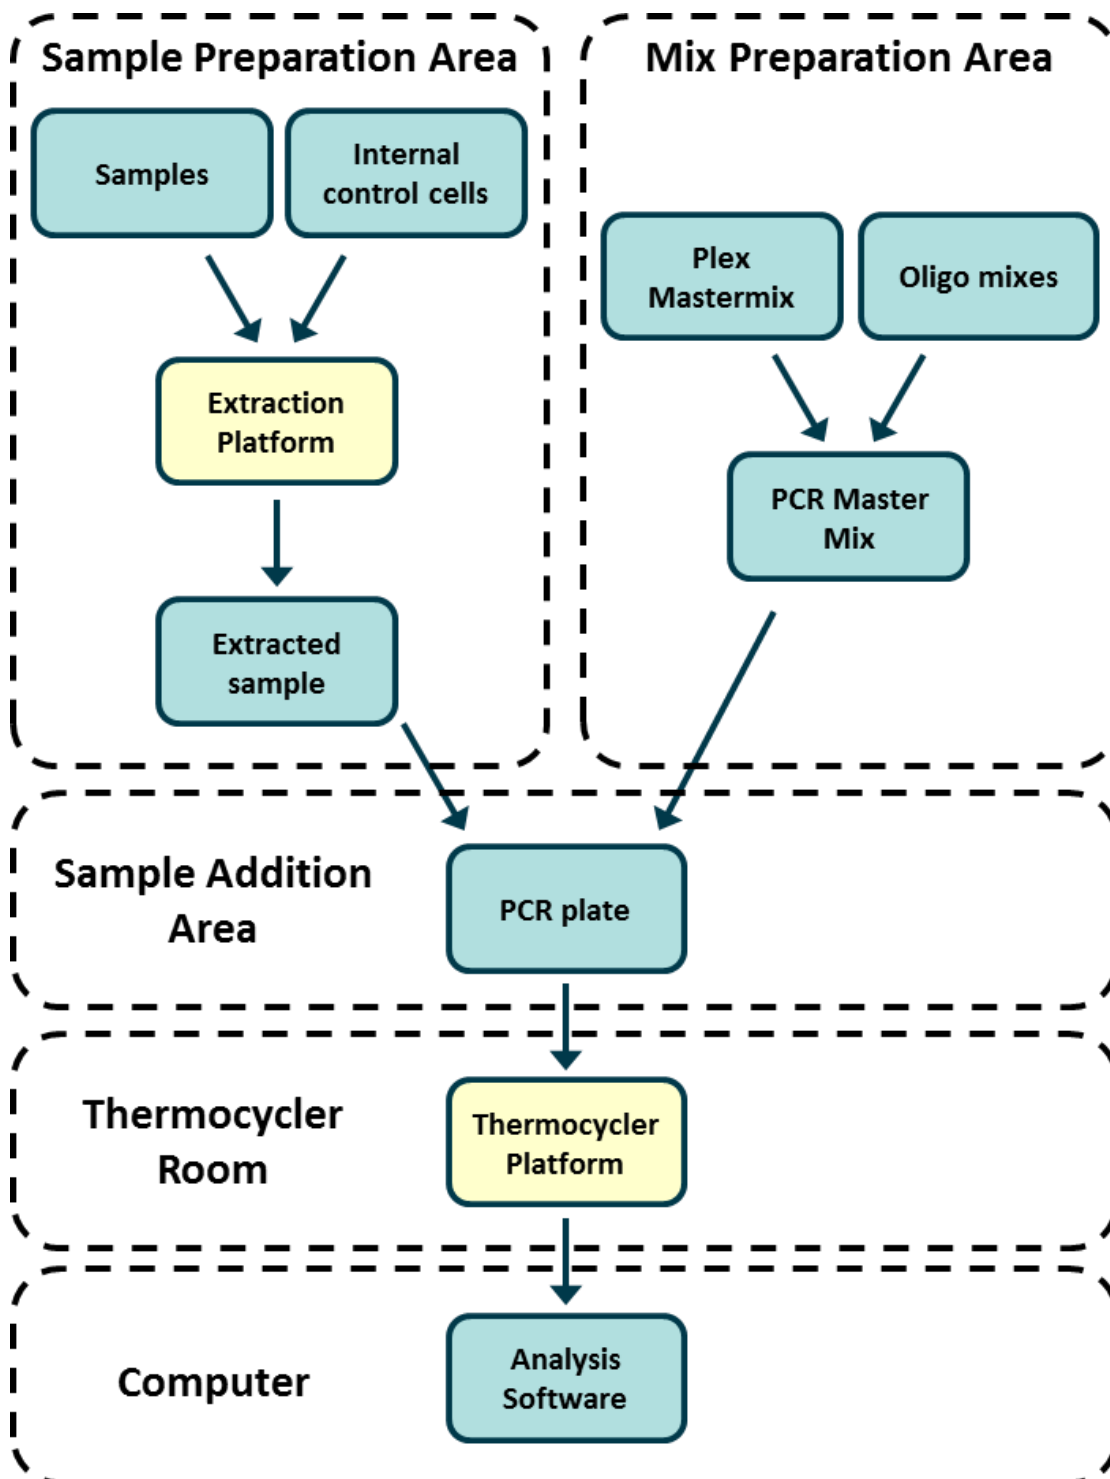 Sample Preparation Area
Samples
Internal
control cells
Extraction
Platform
Extracted
sample
Mix Preparation Area
Plex
Mastermix
Oligo mixes
PCR Master
Mix
Sample Addition
Area
PCR plate
Thermocycler
Room
Thermocycler
Platform
Computer
Analysis
Software